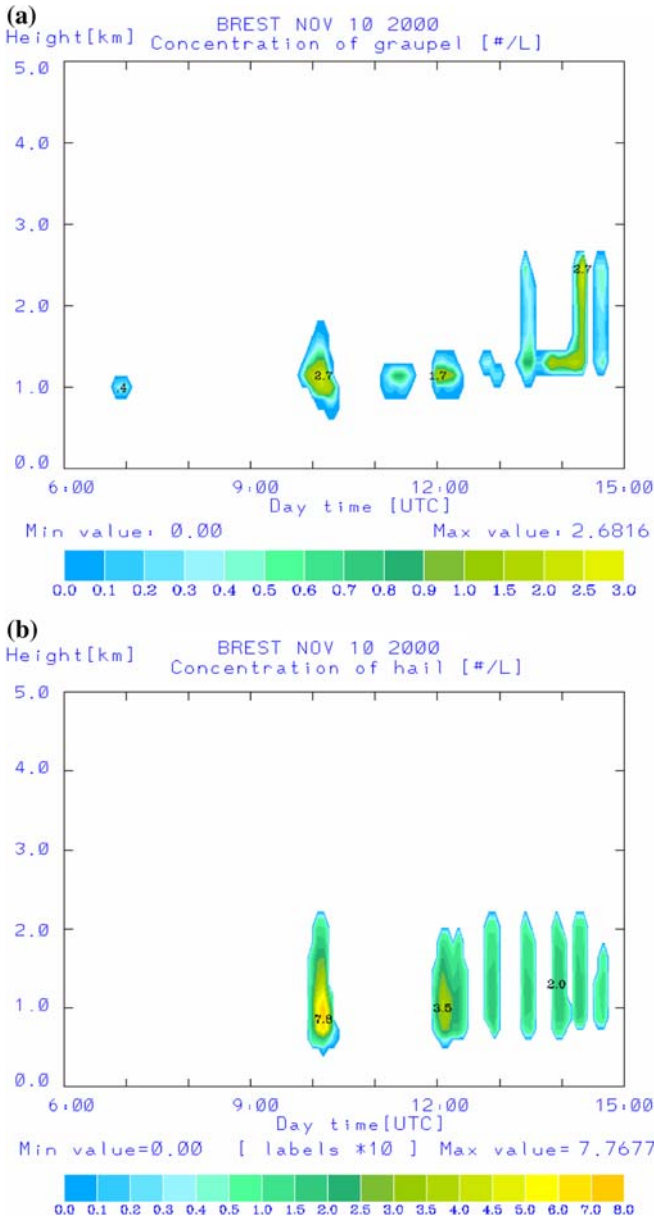 (a)
BREST NOV 10 2000
Height[km]
Concentration of graupel [#/L]
5.0
4.0
3.0
2.7
2.0
2.7
1.7
.4
1.0
0.0
6:00 9:00 12:00 15:00
Day time [UTC]
Min value: 0.00 Max value: 2.6816
0.0 0.1 0.2 0.3 0.4 0.5 0.6 0.7 0.8 0.9 1.0 1.5 2.0 2.5 3.0
(b)
BREST NOV 10 2000
Height[km]
Concentration of hail [#/L]
5.0
4.0
3.0
2.0
2.0
3.5
1.0
7.8
0.0
6:00 9:00 12:00 15:00
Day time[UTC]
Min value=0.00 [ labels *10 ] Max value= 7.7677
0.0 0.1 0.2 0.3 0.4 0.5 1.0 1.5 2.0 2.5 3.0 3.5 4.0 4.5 5.0 5.5 6.0 7.0 8.0